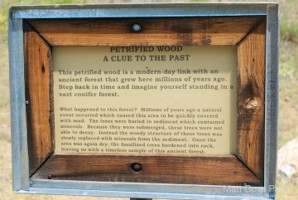 PETRIFIED WOOD
A CLUE TO THE PAST
This petrified wood is a modern-day link with an
ancient forest that grew here millions of years ago.
Step back in time and imagine yourself standing in a
vast conifer forest.
What happened to this forest? Millions of years ago a natural
event occurred which caused this area to be quickly covered
with mud. The trees were buried in sediment which contained
minerals. Because they were submerged, these trees were not
able to decay. Instead the woody structure of these trees was
slowly replaced with minerals from the sediment. Once the
area was again dry, the fossilized trees hardened into rock,
leaving us with a timeless sample of this ancient forest.